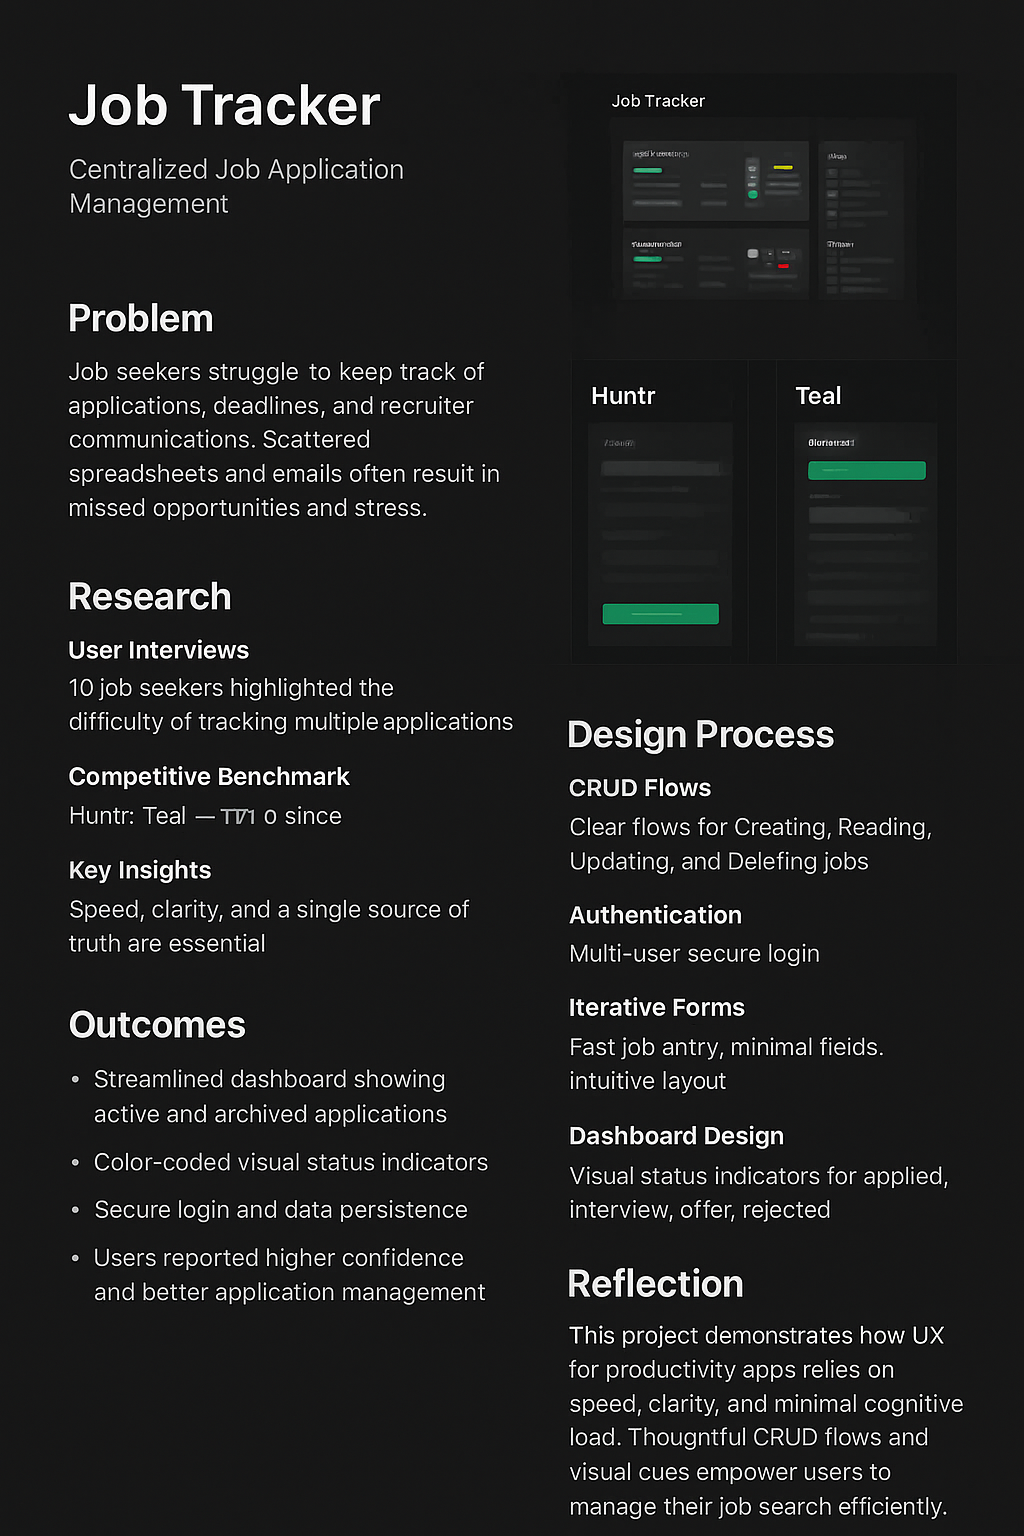 Job Tracker
Centralized Job Application
Management
Problem
Job seekers struggle to keep track of
applications, deadlines, and recruiter
communications. Scattered
spreadsheets and emails often resuit in
missed opportunities and stress.
Research
User Interviews
10 job seekers highlighted the
difficulty of tracking multiple applications
Competitive Benchmark
Huntr: Teal — o since
Key Insights
Speed, clarity, and a single source of
truth are essential
Outcomes
• Streamlined dashboard showing
active and archived applications
• Color-coded visual status indicators
• Secure login and data persistence
• Users reported higher confidence
and better application management
Job Tracker
Huntr
Teal
Design Process
CRUD Flows
Clear flows for Creating, Reading,
Updating, and Delefing jobs
Authentication
Multi-user secure login
Iterative Forms
Fast job antry, minimal fieids.
intuitive layout
Dashboard Design
Visual status indicators for applied,
interview, offer, rejected
Reflection
This project demonstrates how UX
for productivity apps relies on
speed, clarity, and minimal cognitive
load. Thougntful CRUD flows and
visual cues empower users to
manage their job search efficiently.